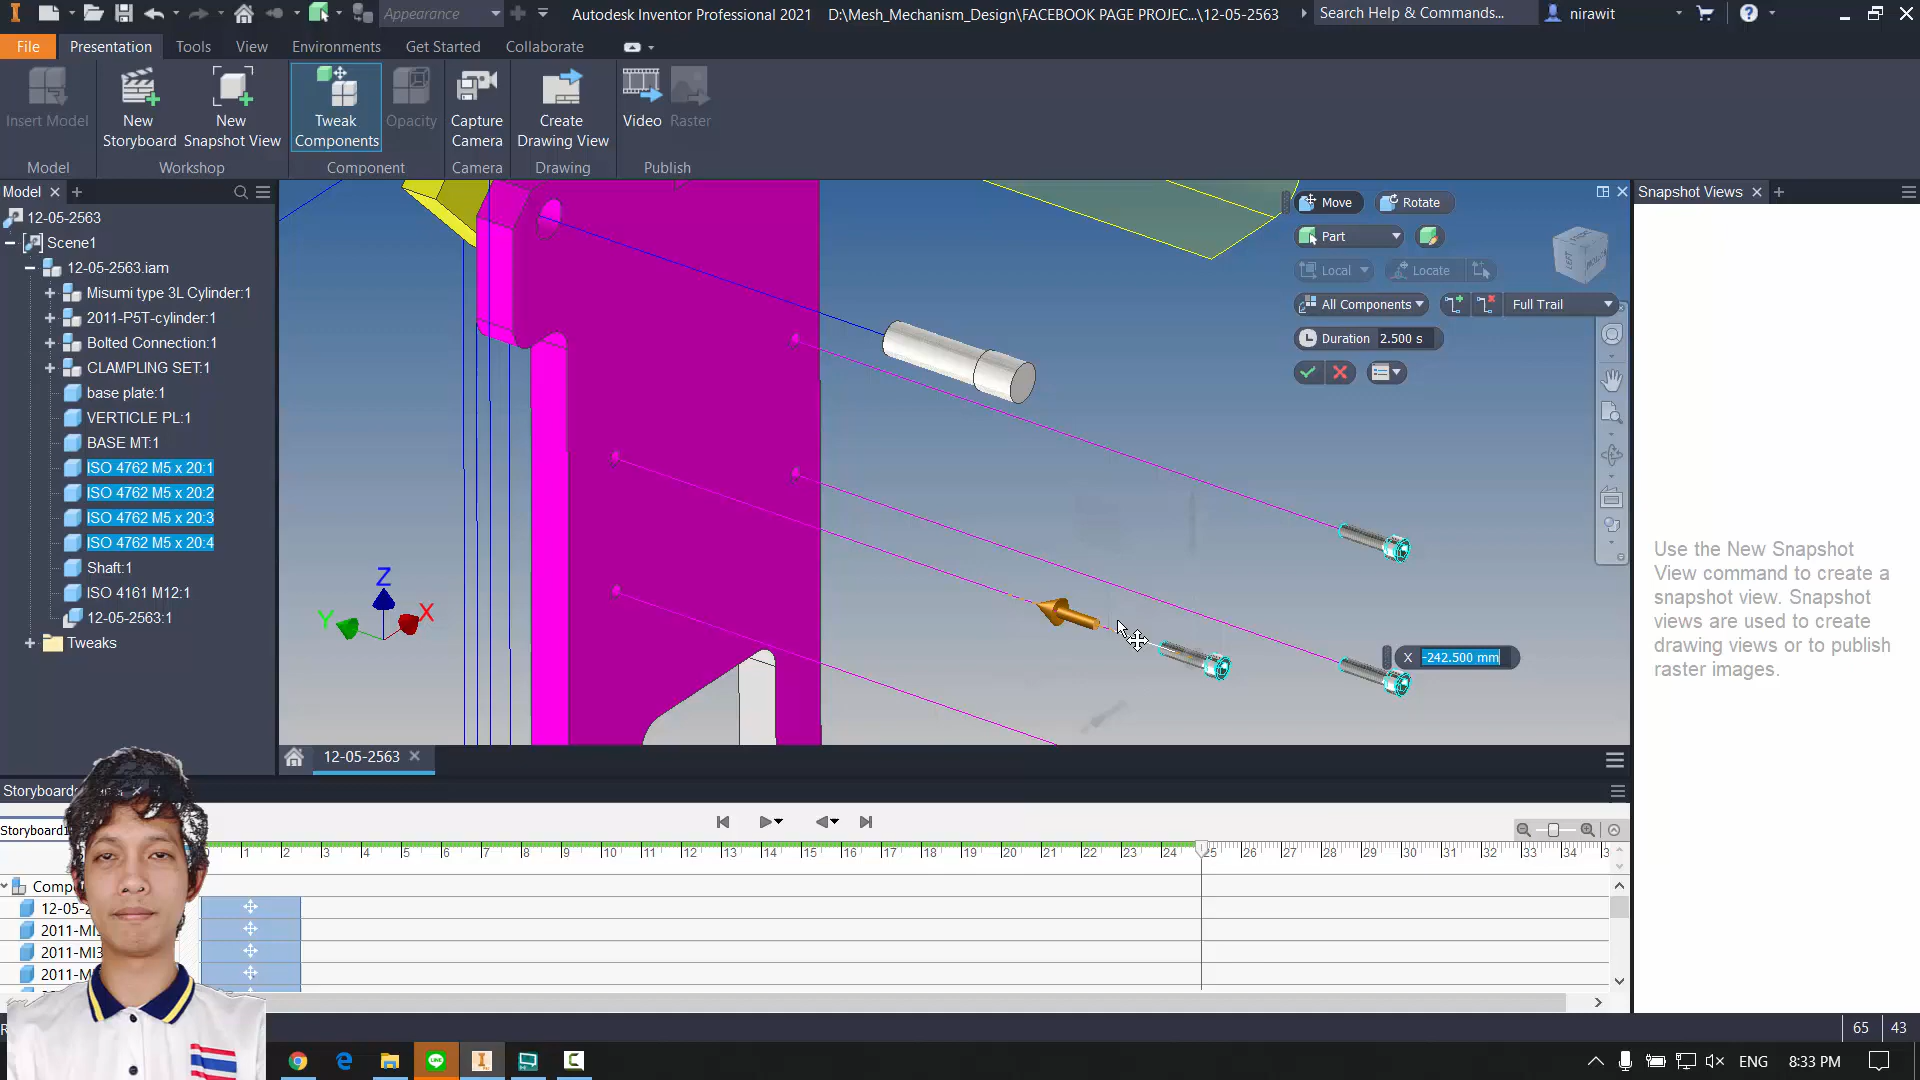 Appearance
Autodesk Inventor Professional 2021 D:\Mesh_Mechanism_Design\FACEBOOK PAGE PROJEC...\12-05-2563
Search Help & Commands...
nirawit
File Presentation Tools View Environments Get Started Collaborate
Insert Model
New Storyboard
New Snapshot View
Tweak Components
Opacity
Capture Camera
Create Drawing View
Video
Raster
Model Workshop Component Camera Drawing Publish
Model
12-05-2563
Scene1
12-05-2563.iam
Misumi type 3L Cylinder:1
2011-P5T-cylinder:1
Bolted Connection:1
CLAMPLING SET:1
base plate:1
VERTICLE PL:1
BASE MT:1
ISO 4762 M5 x 20:1
ISO 4762 M5 x 20:2
ISO 4762 M5 x 20:3
ISO 4762 M5 x 20:4
Shaft:1
ISO 4161 M12:1
12-05-2563:1
Tweaks
Z
Y
X
Move Rotate
Part
Local Locate
All Components Full Trail
Duration 2.500 s
X -242.500 mm
LEFT
Snapshot Views
Use the New Snapshot
View command to create a
snapshot view. Snapshot
views are used to create
drawing views or to publish
raster images.
12-05-2563
Storyboard
Storyboard1
1 2 3 4 5 6 7 8 9 10 11 12 13 14 15 16 17 18 19 20 21 22 23 24 25 26 27 28 29 30 31 32 33 34
Comp
12-05-2
2011-MI
2011-MI3
2011-M
65 43
ENG 8:33 PM